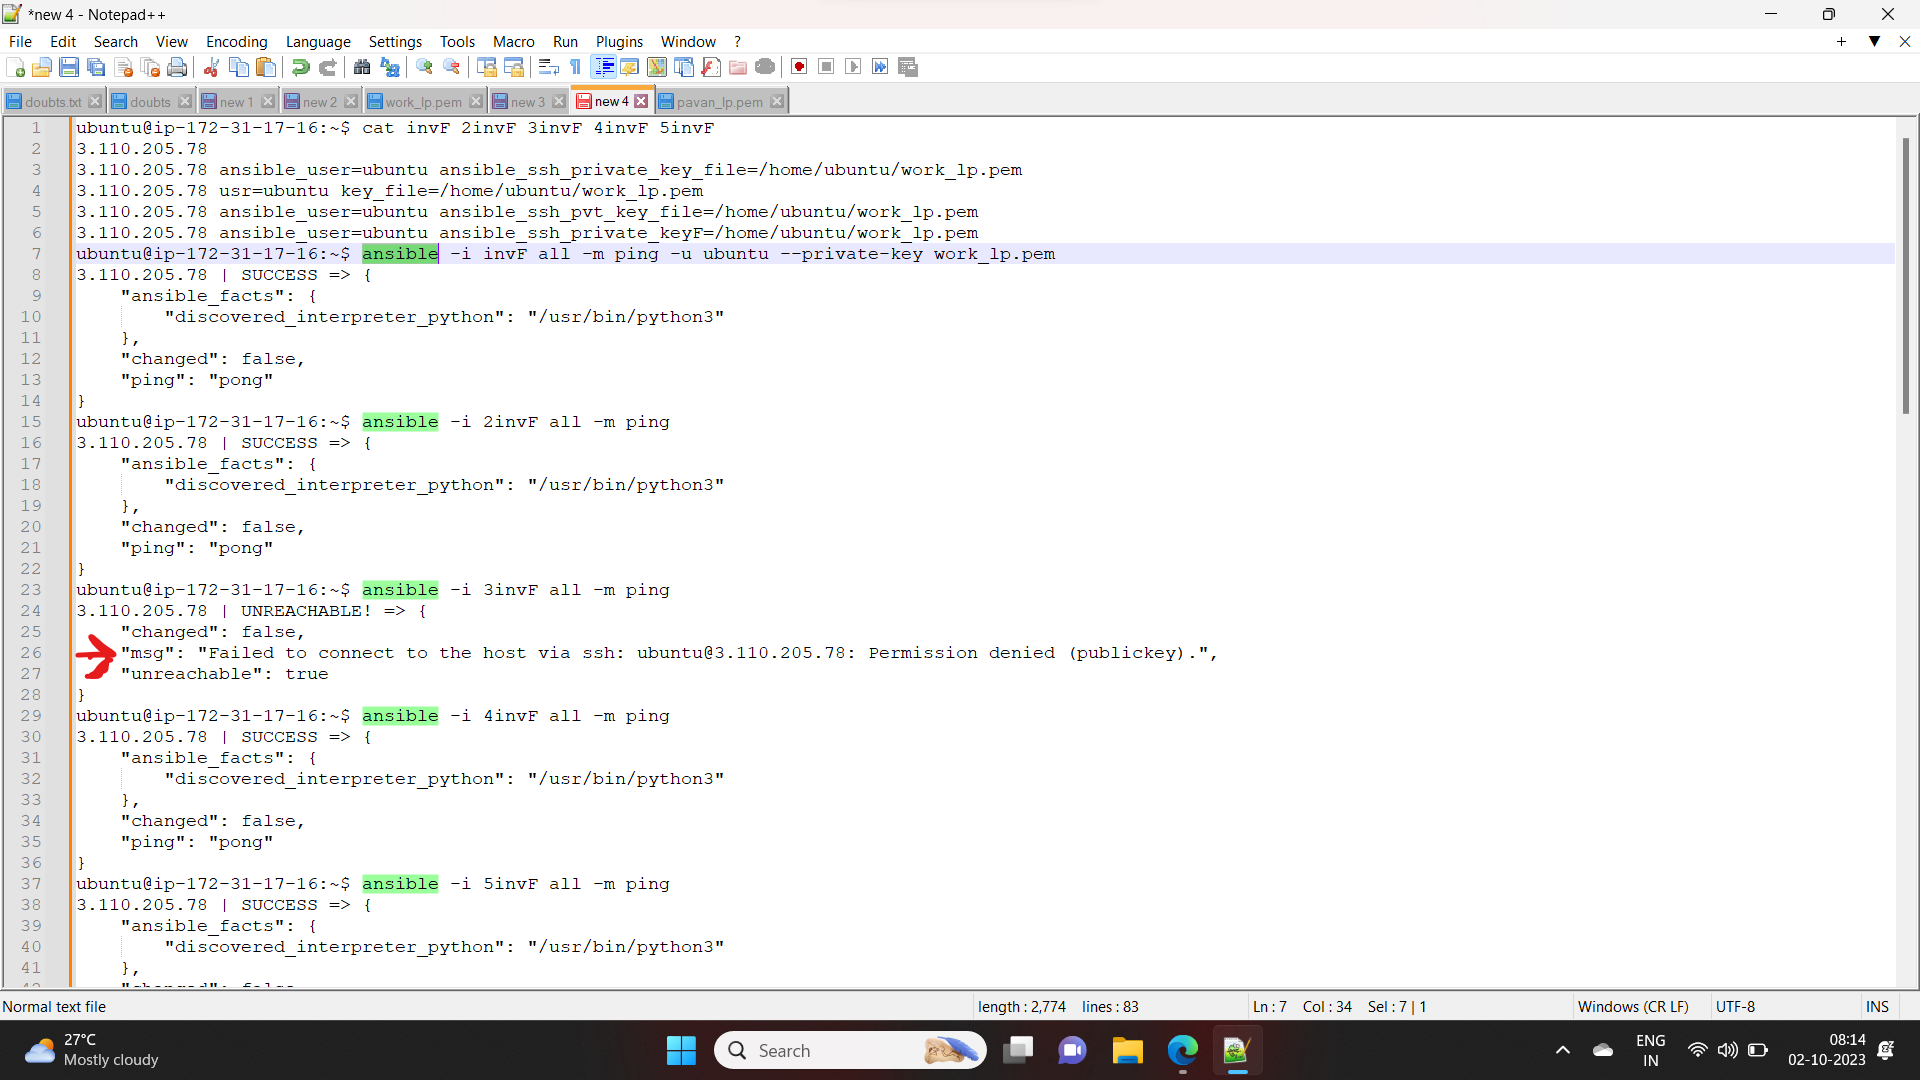 *new 4 - Notepad++
File Edit Search View Encoding Language Settings Tools Macro Run Plugins Window ?
doubts.txt doubts new 1 new 2 work_lp.pem new 3 new 4 pavan_lp.pem
1 ubuntu@ip-172-31-17-16:~$ cat invF 2invF 3invF 4invF 5invF
2 3.110.205.78
3 3.110.205.78 ansible_user=ubuntu ansible_ssh_private_key_file=/home/ubuntu/work_lp.pem
4 3.110.205.78 usr=ubuntu key_file=/home/ubuntu/work_lp.pem
5 3.110.205.78 ansible_user=ubuntu ansible_ssh_pvt_key_file=/home/ubuntu/work_lp.pem
6 3.110.205.78 ansible_user=ubuntu ansible_ssh_private_keyF=/home/ubuntu/work_lp.pem
7 ubuntu@ip-172-31-17-16:~$ ansible -i invF all -m ping -u ubuntu --private-key work_lp.pem
8 3.110.205.78 | SUCCESS => {
9 "ansible_facts": {
10 "discovered_interpreter_python": "/usr/bin/python3"
11 },
12 "changed": false,
13 "ping": "pong"
14 }
15 ubuntu@ip-172-31-17-16:~$ ansible -i 2invF all -m ping
16 3.110.205.78 | SUCCESS => {
17 "ansible_facts": {
18 "discovered_interpreter_python": "/usr/bin/python3"
19 },
20 "changed": false,
21 "ping": "pong"
22 }
23 ubuntu@ip-172-31-17-16:~$ ansible -i 3invF all -m ping
24 3.110.205.78 | UNREACHABLE! => {
25 "changed": false,
26 "msg": "Failed to connect to the host via ssh: ubuntu@3.110.205.78: Permission denied (publickey).",
27 "unreachable": true
28 }
29 ubuntu@ip-172-31-17-16:~$ ansible -i 4invF all -m ping
30 3.110.205.78 | SUCCESS => {
31 "ansible_facts": {
32 "discovered_interpreter_python": "/usr/bin/python3"
33 },
34 "changed": false,
35 "ping": "pong"
36 }
37 ubuntu@ip-172-31-17-16:~$ ansible -i 5invF all -m ping
38 3.110.205.78 | SUCCESS => {
39 "ansible_facts": {
40 "discovered_interpreter_python": "/usr/bin/python3"
41 },
Normal text file length : 2,774 lines : 83 Ln : 7 Col : 34 Sel : 7 | 1 Windows (CR LF) UTF-8 INS
27°C
Mostly cloudy
Search
ENG
IN
08:14
02-10-2023